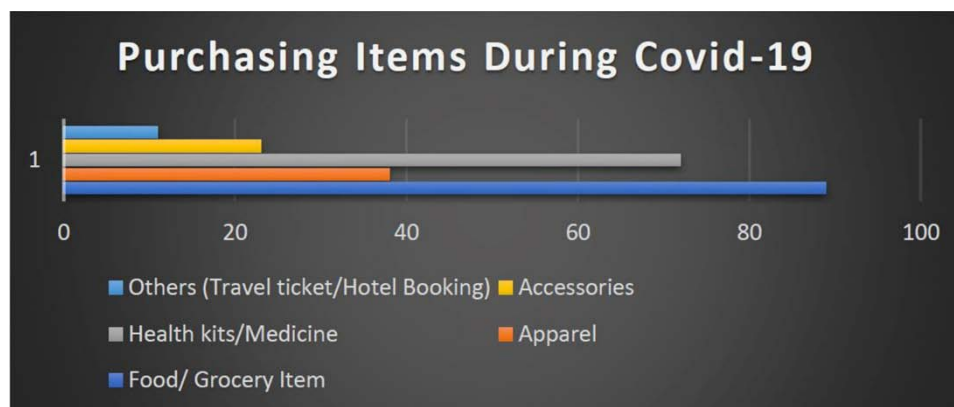 Purchasing Items During Covid-19
1
0 20 40 60 80 100
Others (Travel ticket/Hotel Booking) Accessories
Health kits/Medicine Apparel
Food/ Grocery Item